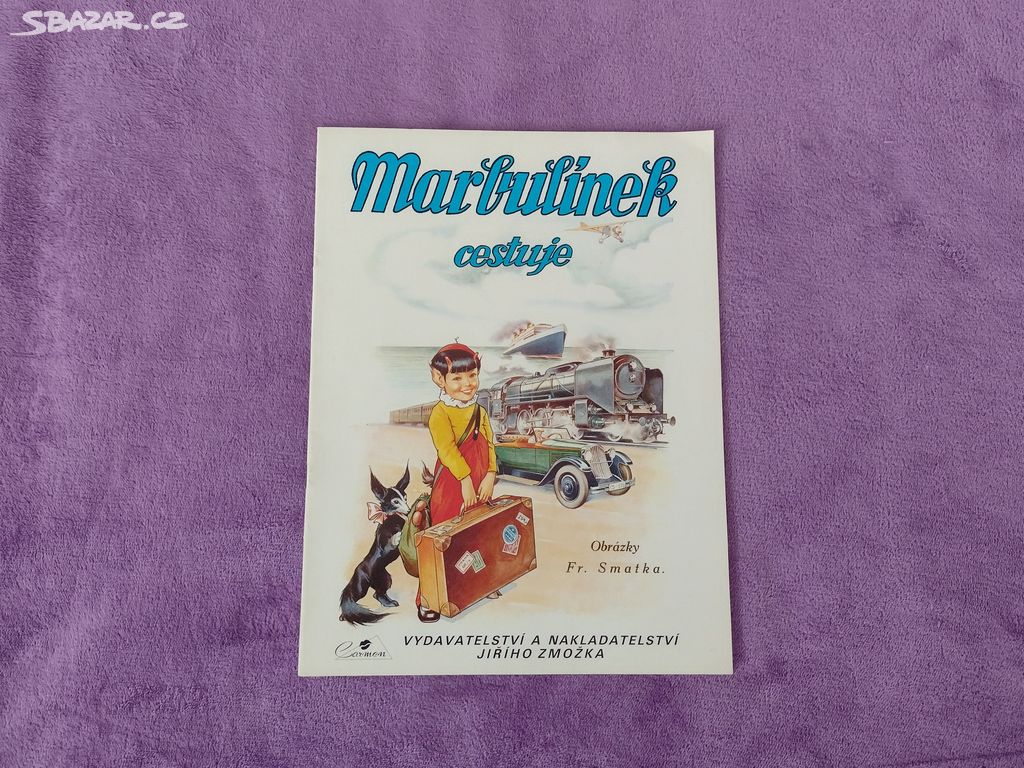 SBAZAR.CZ
Marbulínek
cestuje
Obrázky
Fr. Smatka.
Carmen
VYDAVATELSTVÍ A NAKLADATELSTVÍ
JIŘÍHO ZMOŽKA